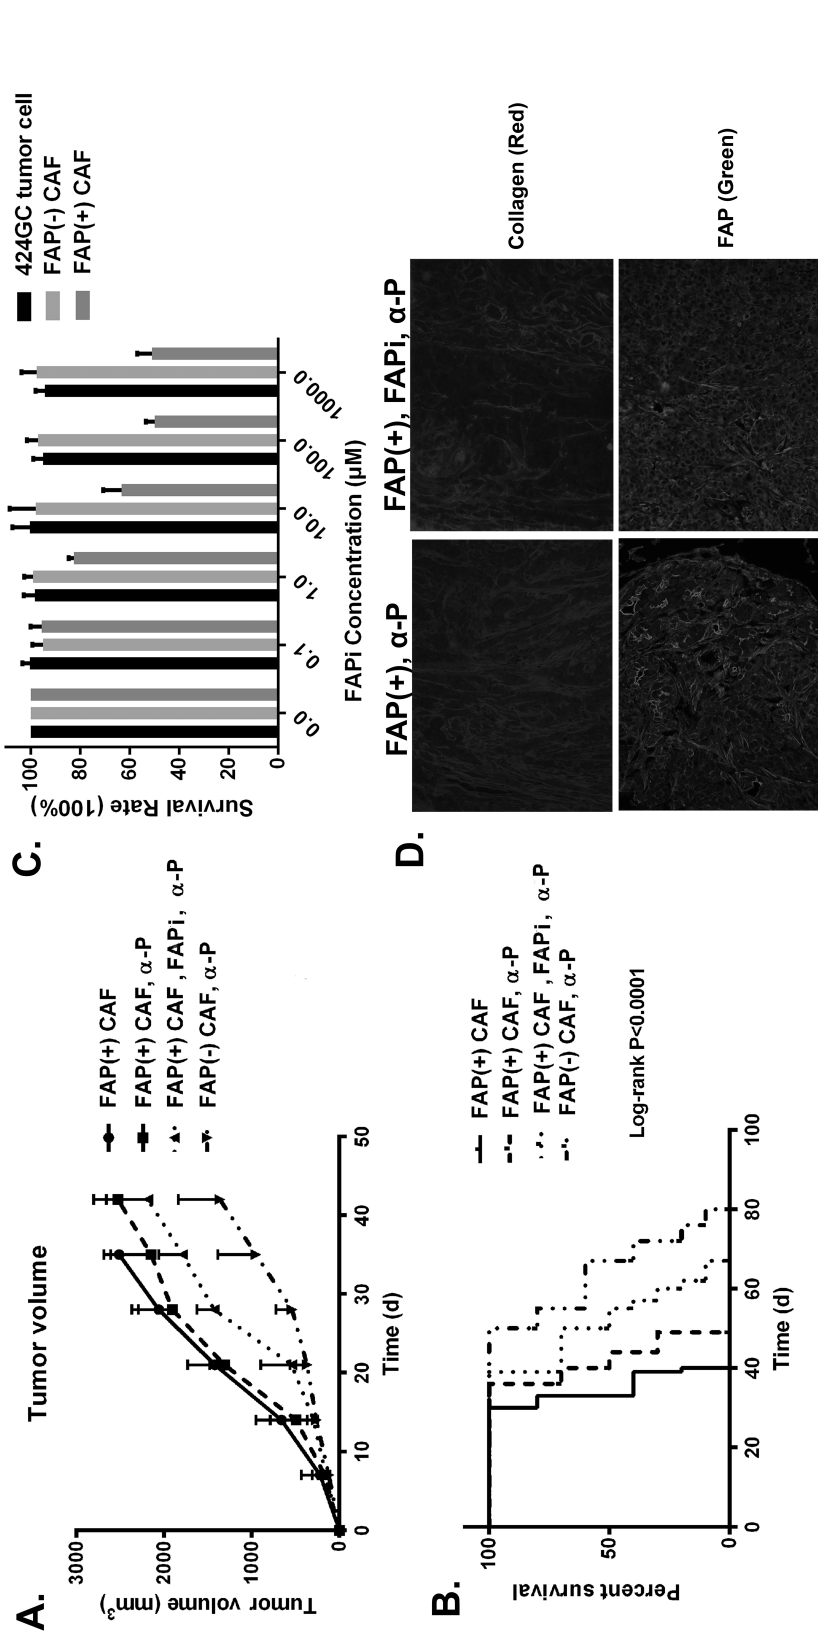 A.
Tumor volume
Tumor volume (mm³)
3000
2000
1000
0
0
10
20
30
40
50
Time (d)
FAP(+) CAF
FAP(+) CAF, α-P
FAP(+) CAF , FAPi , α-P
FAP(-) CAF, α-P
B.
Percent survival
100
50
0
0
20
40
60
80
100
Time (d)
FAP(+) CAF
FAP(+) CAF, α-P
FAP(+) CAF , FAPi , α-P
FAP(-) CAF, α-P
Log-rank P<0.0001
C.
Survival Rate (100%)
100
80
60
40
20
0
0.0
0.1
1.0
10.0
100.0
1000.0
FAPi Concentration (µM)
424GC tumor cell
FAP(-) CAF
FAP(+) CAF
D.
FAP(+), α-P
FAP(+), FAPi, α-P
Collagen (Red)
FAP (Green)